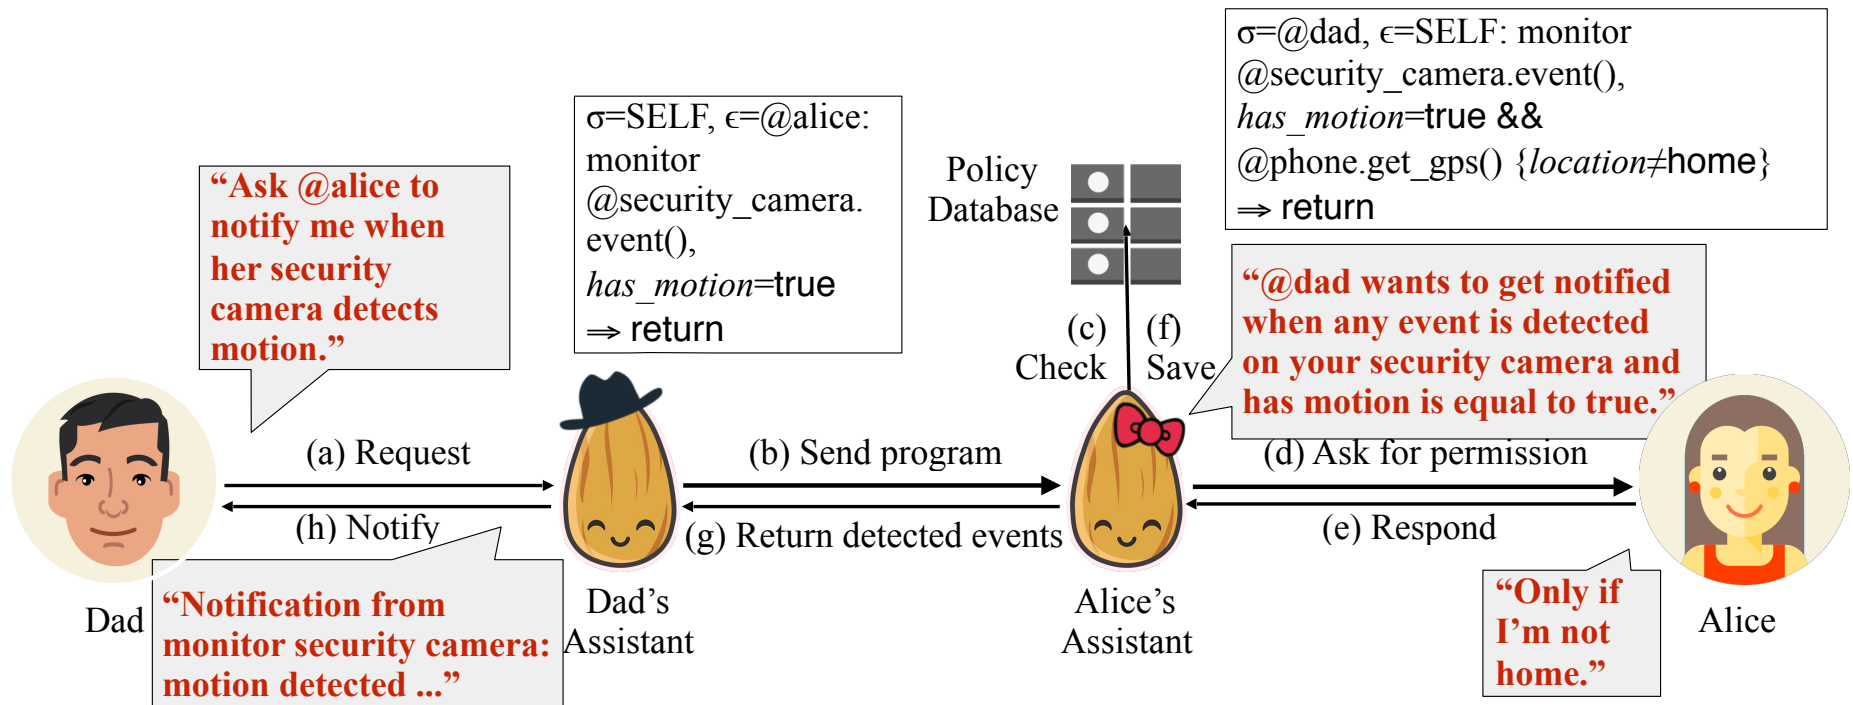 “Ask @alice to
notify me when
her security
camera detects
motion.”
σ=SELF, ϵ=@alice:
monitor
@security_camera.
event(),
has_motion=true
⇒ return
Policy
Database
σ=@dad, ϵ=SELF: monitor
@security_camera.event(),
has_motion=true &&
@phone.get_gps() {location≠home}
⇒ return
(c)
Check
(f)
Save
“@dad wants to get notified
when any event is detected
on your security camera and
has motion is equal to true.”
(a) Request
(b) Send program
(d) Ask for permission
(h) Notify
(g) Return detected events
(e) Respond
“Notification from
monitor security camera:
motion detected ...”
“Only if
I’m not
home.”
Dad
Dad’s
Assistant
Alice’s
Assistant
Alice